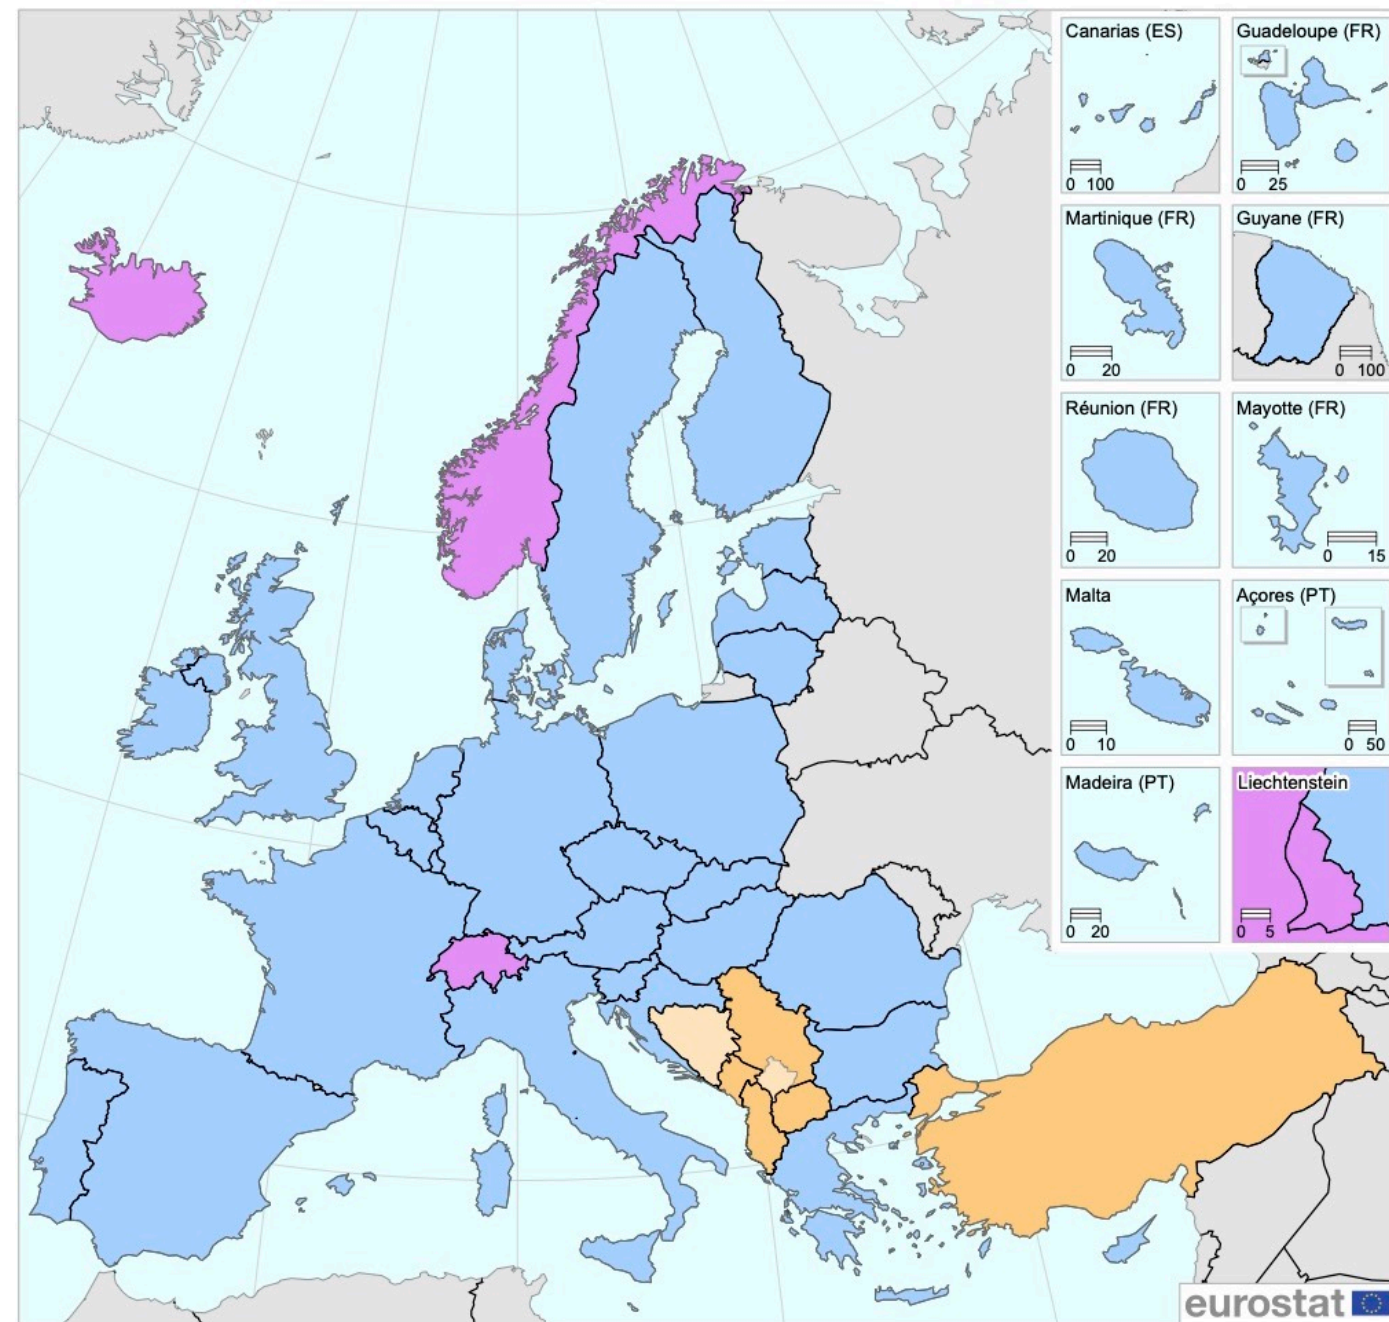 Canarias (ES)
0 100
Guadeloupe (FR)
0 25
Martinique (FR)
0 20
Guyane (FR)
0 100
Réunion (FR)
0 20
Mayotte (FR)
0 15
Malta
0 10
Açores (PT)
0 50
Madeira (PT)
0 20
Liechtenstein
0 5
eurostat